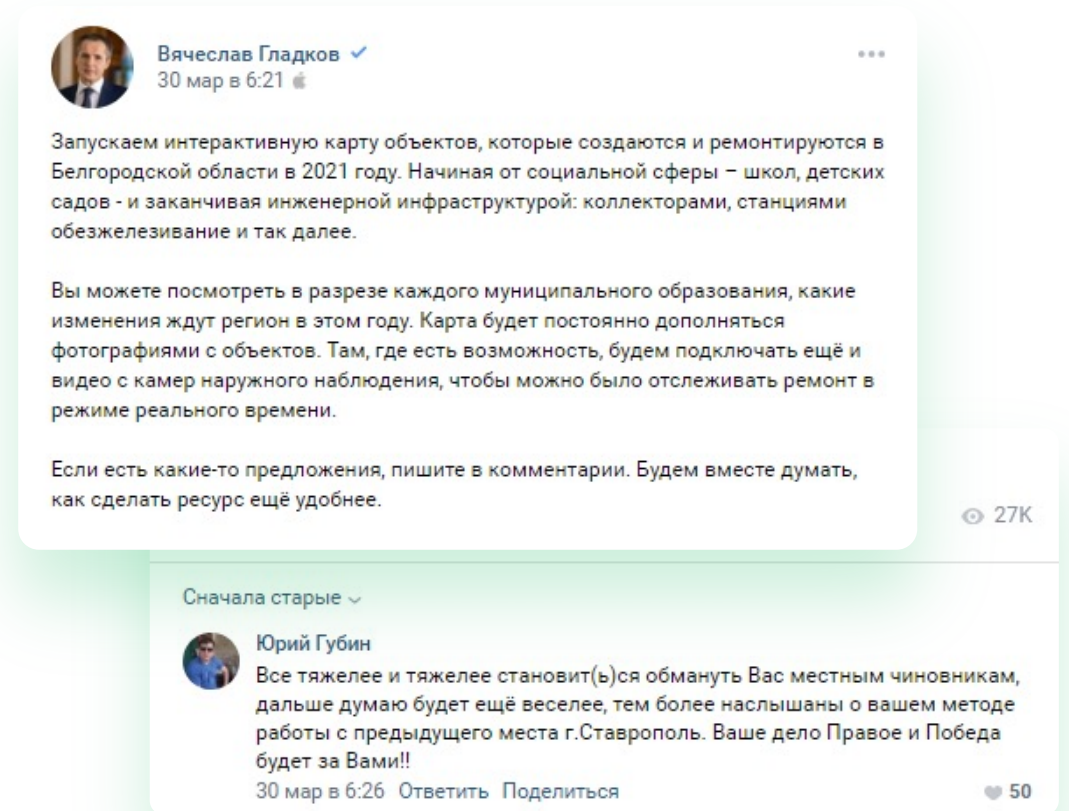 Вячеслав Гладков
30 мар в 6:21
Запускаем интерактивную карту объектов, которые создаются и ремонтируются в
Белгородской области в 2021 году. Начиная от социальной сферы – школ, детских
садов - и заканчивая инженерной инфраструктурой: коллекторами, станциями
обезжелезивание и так далее.
Вы можете посмотреть в разрезе каждого муниципального образования, какие
изменения ждут регион в этом году. Карта будет постоянно дополняться
фотографиями с объектов. Там, где есть возможность, будем подключать ещё и
видео с камер наружного наблюдения, чтобы можно было отслеживать ремонт в
режиме реального времени.
Если есть какие-то предложения, пишите в комментарии. Будем вместе думать,
как сделать ресурс ещё удобнее.
27K
Сначала старые
Юрий Губин
Все тяжелее и тяжелее становит(ь)ся обмануть Вас местным чиновникам,
дальше думаю будет ещё веселее, тем более наслышаны о вашем методе
работы с предыдущего места г.Ставрополь. Ваше дело Правое и Победа
будет за Вами!!
30 мар в 6:26 Ответить Поделиться
50